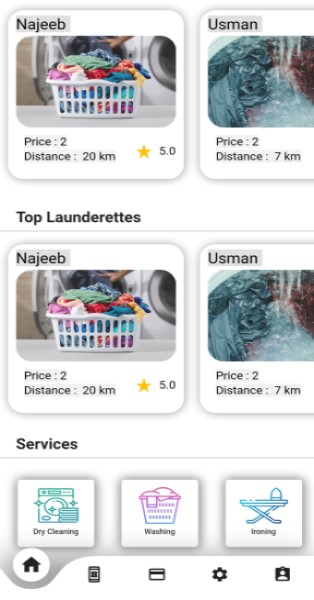 Najeeb
Usman
Price : 2
Distance : 20 km
5.0
Price : 2
Distance : 7 km
Top Launderettes
Najeeb
Usman
Price : 2
Distance : 20 km
5.0
Price : 2
Distance : 7 km
Services
Dry Cleaning
Washing
Ironing